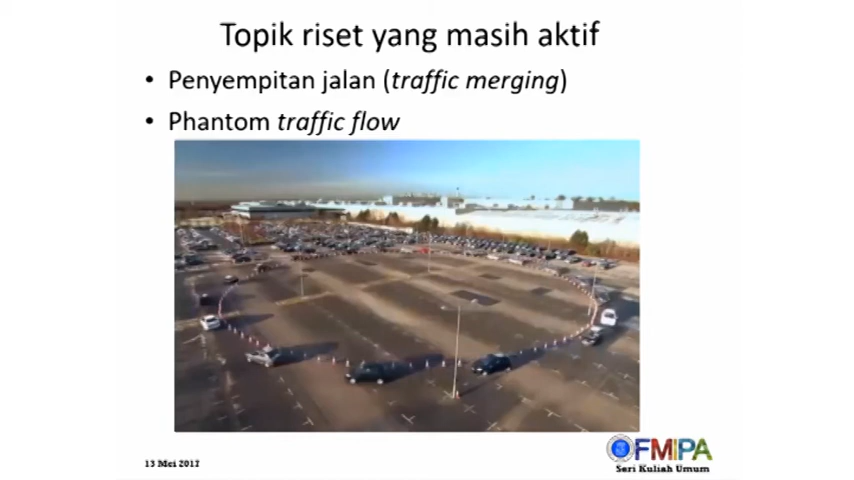 Topik riset yang masih aktif
• Penyempitan jalan (traffic merging)
• Phantom traffic flow
13 Mei 2017
FMIPA
Seri Kuliah Umum